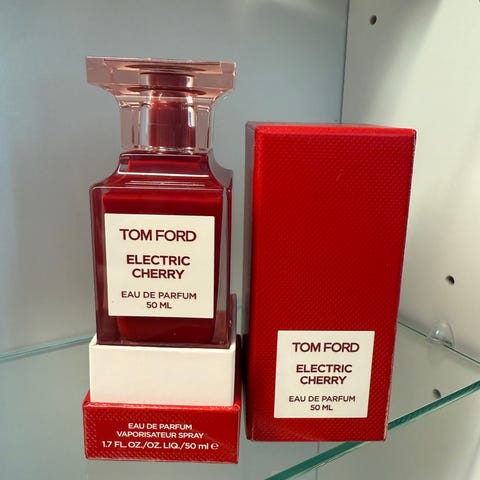 TOM FORD
ELECTRIC
CHERRY
EAU DE PARFUM
50 ML
EAU DE PARFUM
VAPORISATEUR SPRAY
1.7 FL. OZ./OZ. LIQ./50 ml ℮
TOM FORD
ELECTRIC
CHERRY
EAU DE PARFUM
50 ML